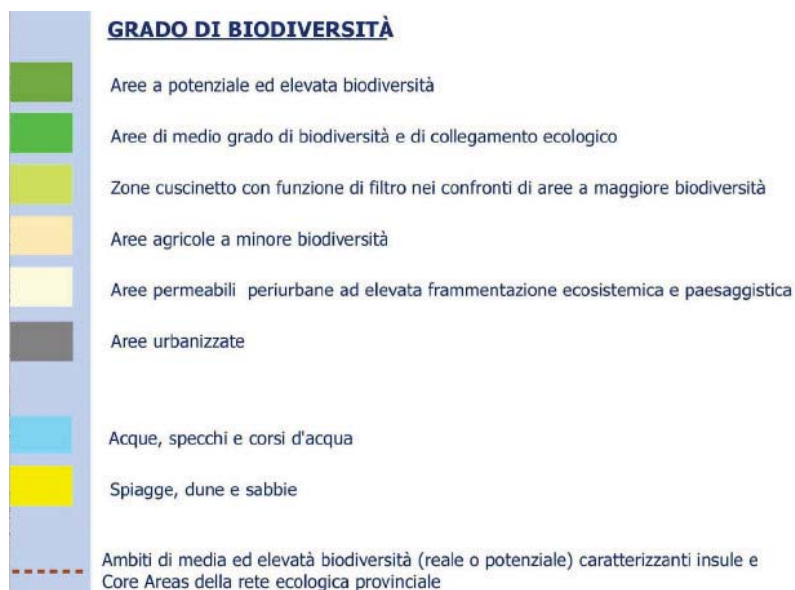 GRADO DI BIODIVERSITÀ
Aree a potenziale ed elevata biodiversità
Aree di medio grado di biodiversità e di collegamento ecologico
Zone cuscinetto con funzione di filtro nei confronti di aree a maggiore biodiversità
Aree agricole a minore biodiversità
Aree permeabili periurbane ad elevata frammentazione ecosistemica e paesaggistica
Aree urbanizzate
Acque, specchi e corsi d'acqua
Spiagge, dune e sabbie
Ambiti di media ed elevatà biodiversità (reale o potenziale) caratterizzanti insule e
Core Areas della rete ecologica provinciale